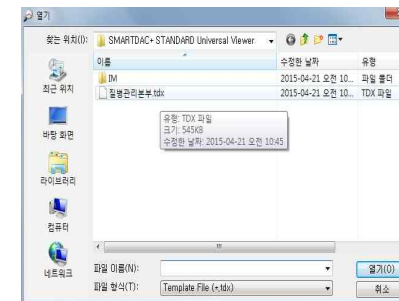 열기
찾는 위치(I):
SMARTDAC+ STANDARD Universal Viewer
이름
수정한 날짜
유형
IM
2015-04-21 오전 10...
파일 폴더
질병관리본부.tdx
2015-04-21 오전 10...
TDX 파일
유형: TDX 파일
크기: 545KB
수정한 날짜: 2015-04-21 오전 10:45
최근 위치
바탕 화면
라이브러리
컴퓨터
네트워크
파일 이름(N):
열기(O)
파일 형식(T):
Template File (*.tdx)
취소